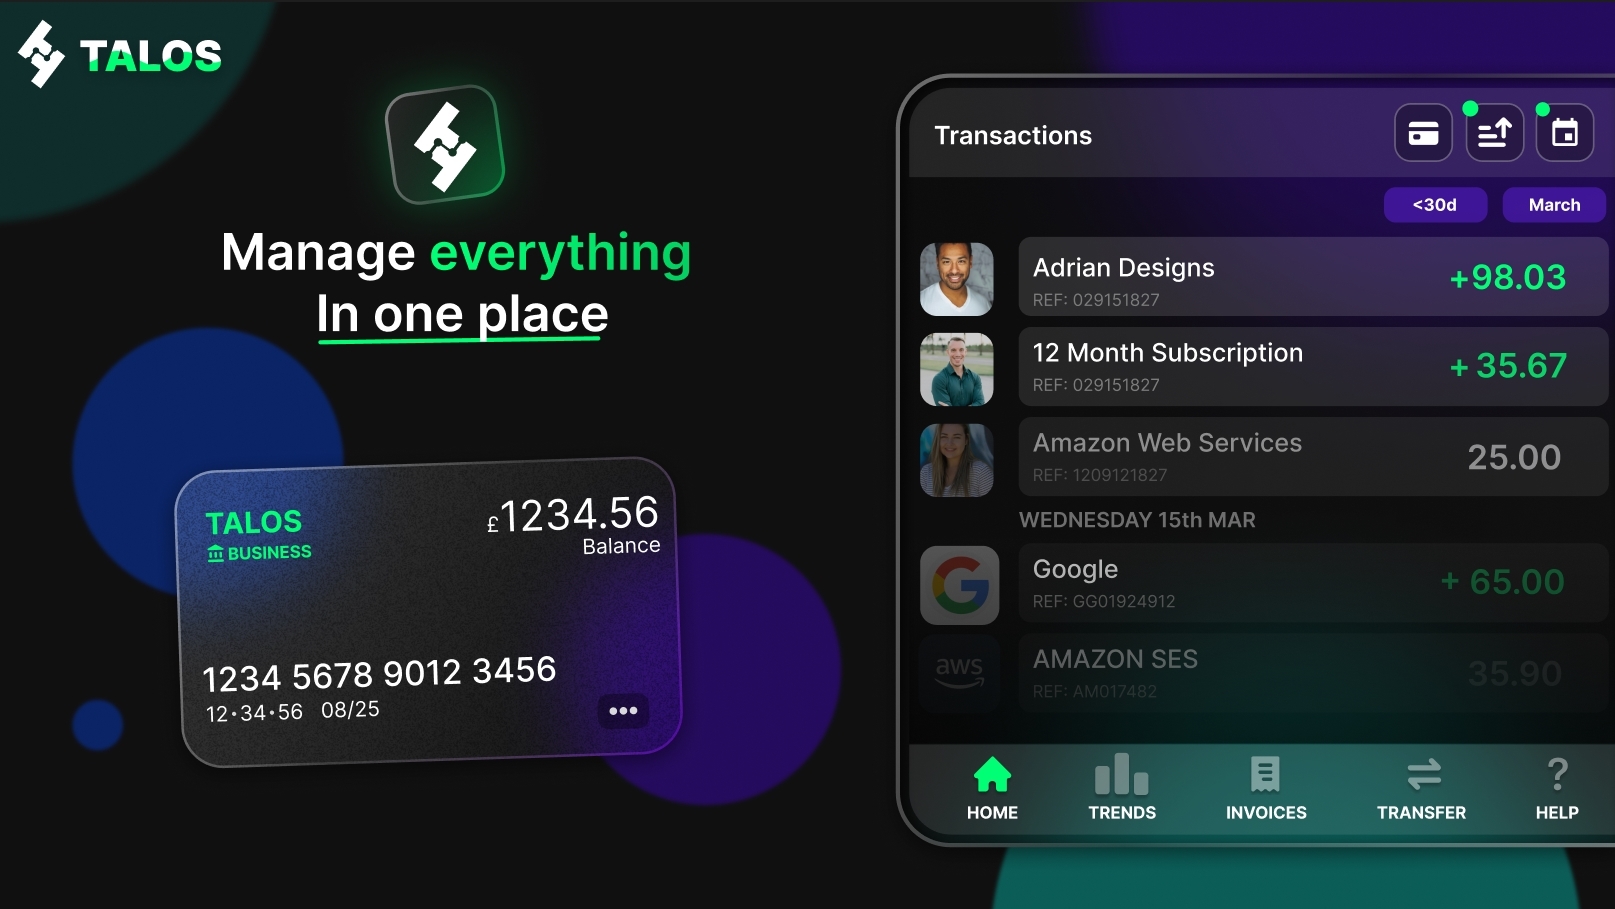 TALOS
Manage everything
In one place
TALOS
BUSINESS
£1234.56
Balance
1234 5678 9012 3456
12•34•56 08/25
Transactions
<30d
March
Adrian Designs
REF: 029151827
+98.03
12 Month Subscription
REF: 029151827
+ 35.67
Amazon Web Services
REF: 1209121827
25.00
WEDNESDAY 15th MAR
Google
REF: GG01924912
+ 65.00
aws
AMAZON SES
REF: AM017482
35.90
HOME
TRENDS
INVOICES
TRANSFER
HELP